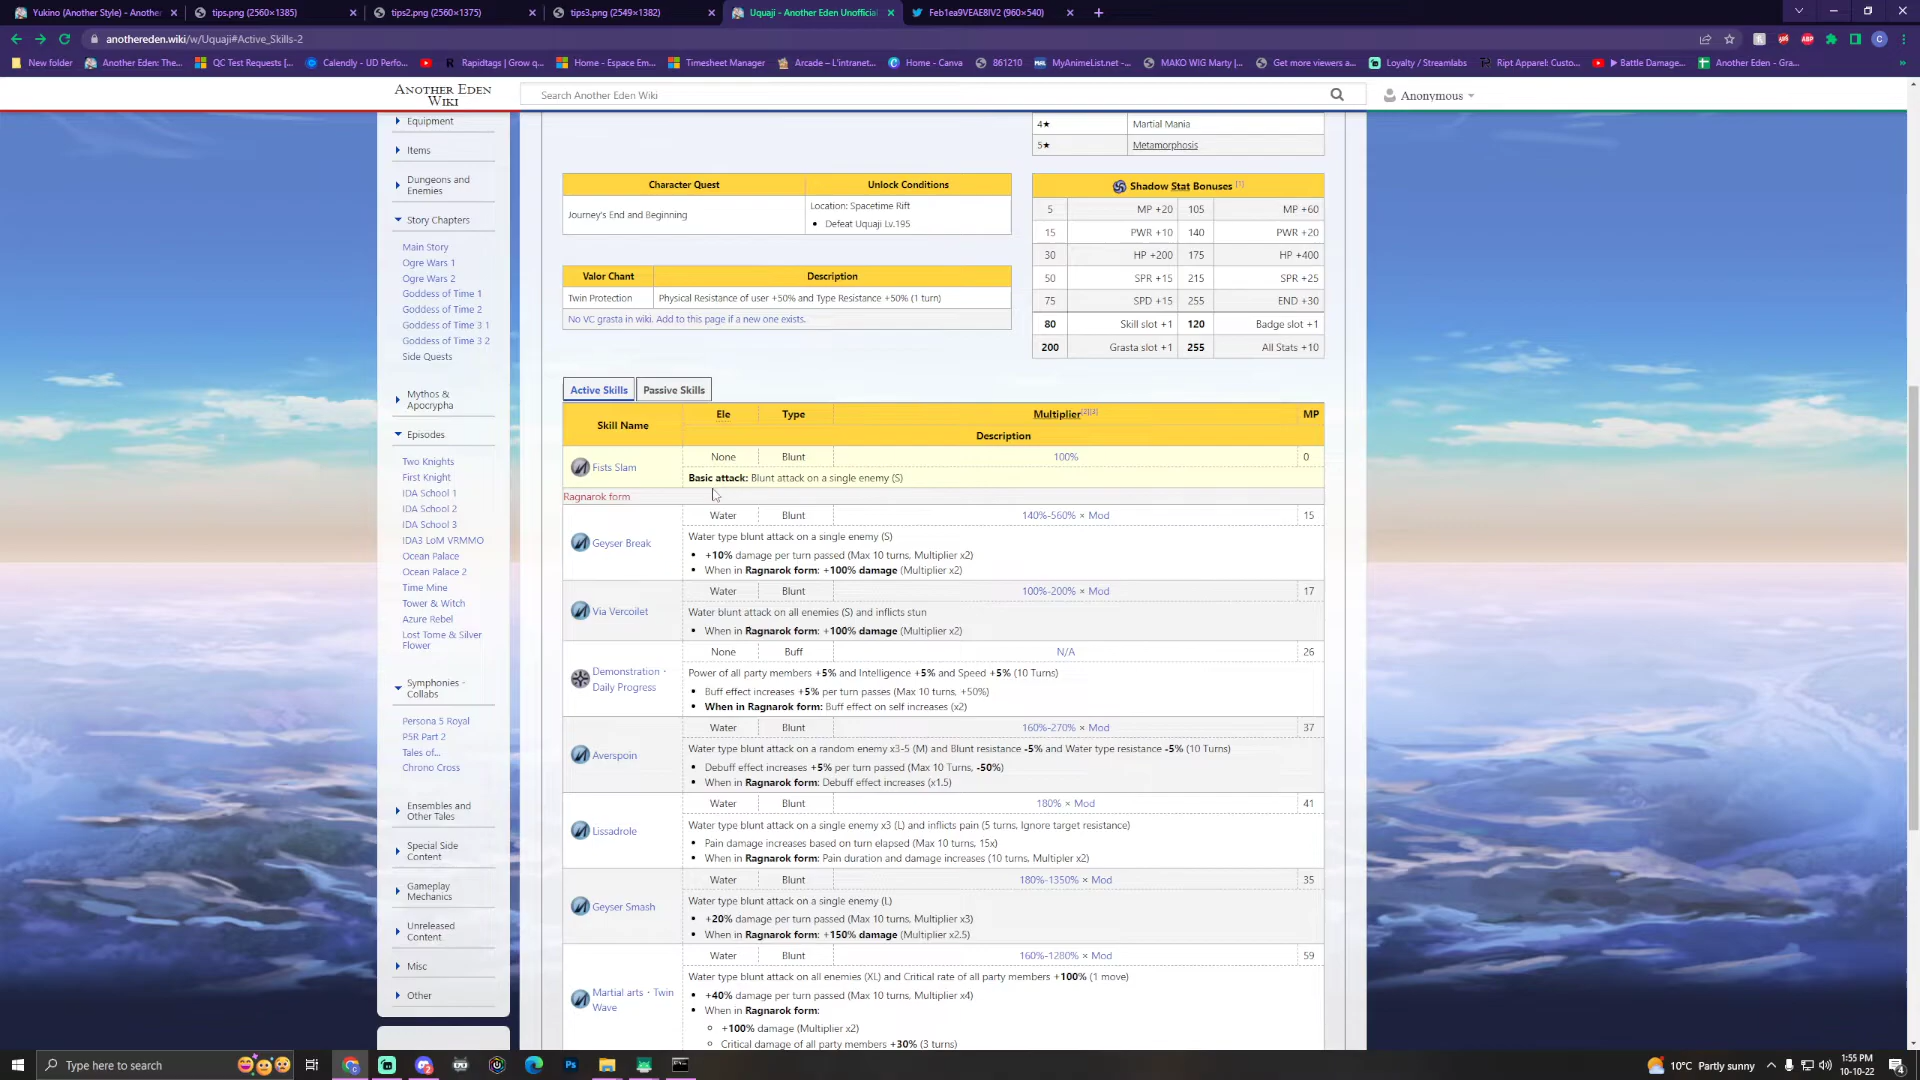 Yukino (Another Style) - Anothe
tips.png (2560×1385)
tips2.png (2560×1375)
tips3.png (2549×1382)
Uquaji - Another Eden Unofficial
Feb1ea9VEAE8IV2 (960×540)
anothereden.wiki/w/Uquaji#Active_Skills-2
New folder
Another Eden: The...
QC Test Requests [...
Calendly - UD Perfo...
Rapidtags | Grow q...
Home - Espace Em...
Timesheet Manager
Arcade – L'intranet...
Home - Canva
861210
MyAnimeList.net -...
MAKO WIG Marty |...
Get more viewers a...
Loyalty / Streamlabs
Ript Apparel: Custo...
Battle Damage...
Another Eden - Gra...
ANOTHER EDEN
WIKI
Search Another Eden Wiki
Anonymous
Equipment
Items
Dungeons and
Enemies
Story Chapters
Main Story
Ogre Wars 1
Ogre Wars 2
Goddess of Time 1
Goddess of Time 2
Goddess of Time 3 1
Goddess of Time 3 2
Side Quests
Mythos &
Apocrypha
Episodes
Two Knights
First Knight
IDA School 1
IDA School 2
IDA School 3
IDA3 LoM VRMMO
Ocean Palace
Ocean Palace 2
Time Mine
Tower & Witch
Azure Rebel
Lost Tome & Silver
Flower
Symphonies -
Collabs
Persona 5 Royal
P5R Part 2
Tales of...
Chrono Cross
Ensembles and
Other Tales
Special Side
Content
Gameplay
Mechanics
Unreleased
Content
Misc
Other
4★ Martial Mania
5★ Metamorphosis
Character Quest Unlock Conditions
Journey's End and Beginning
Location: Spacetime Rift
• Defeat Uquaji Lv.195
Valor Chant Description
Twin Protection Physical Resistance of user +50% and Type Resistance +50% (1 turn)
No VC grasta in wiki. Add to this page if a new one exists.
Shadow Stat Bonuses [1]
5 MP +20 105 MP +60
15 PWR +10 140 PWR +20
30 HP +200 175 HP +400
50 SPR +15 215 SPR +25
75 SPD +15 255 END +30
80 Skill slot +1 120 Badge slot +1
200 Grasta slot +1 255 All Stats +10
Active Skills Passive Skills
Skill Name Ele Type Multiplier[2][3] MP
Description
Fists Slam None Blunt 100% 0
Basic attack: Blunt attack on a single enemy (S)
Ragnarok form
Geyser Break Water Blunt 140%-560% × Mod 15
Water type blunt attack on a single enemy (S)
• +10% damage per turn passed (Max 10 turns, Multiplier x2)
• When in Ragnarok form: +100% damage (Multiplier x2)
Via Vercoilet Water Blunt 100%-200% × Mod 17
Water blunt attack on all enemies (S) and inflicts stun
• When in Ragnarok form: +100% damage (Multiplier x2)
Demonstration・
Daily Progress
None Buff N/A 26
Power of all party members +5% and Intelligence +5% and Speed +5% (10 Turns)
• Buff effect increases +5% per turn passes (Max 10 turns, +50%)
• When in Ragnarok form: Buff effect on self increases (x2)
Averspoin Water Blunt 160%-270% × Mod 37
Water type blunt attack on a random enemy x3-5 (M) and Blunt resistance -5% and Water type resistance -5% (10 Turns)
• Debuff effect increases +5% per turn passed (Max 10 Turns, -50%)
• When in Ragnarok form: Debuff effect increases (x1.5)
Lissadrole Water Blunt 180% × Mod 41
Water type blunt attack on a single enemy x3 (L) and inflicts pain (5 turns, Ignore target resistance)
• Pain damage increases based on turn elapsed (Max 10 turns, 15x)
• When in Ragnarok form: Pain duration and damage increases (10 turns, Multipler x2)
Geyser Smash Water Blunt 180%-1350% × Mod 35
Water type blunt attack on a single enemy (L)
• +20% damage per turn passed (Max 10 turns, Multiplier x3)
• When in Ragnarok form: +150% damage (Multiplier x2.5)
Martial arts・Twin
Wave
Water Blunt 160%-1280% × Mod 59
Water type blunt attack on all enemies (XL) and Critical rate of all party members +100% (1 move)
• +40% damage per turn passed (Max 10 turns, Multiplier x4)
• When in Ragnarok form:
○ +100% damage (Multiplier x2)
○ Critical damage of all party members +30% (3 turns)
Type here to search
10°C Partly sunny
1:55 PM
10-10-22